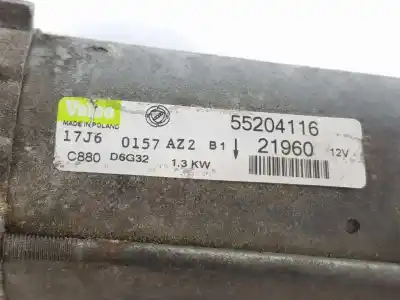 Valeo
MADE IN POLAND
55204116
17J6 0157 AZ2 B1 21960 12V
C880 D6G32 1.3 KW